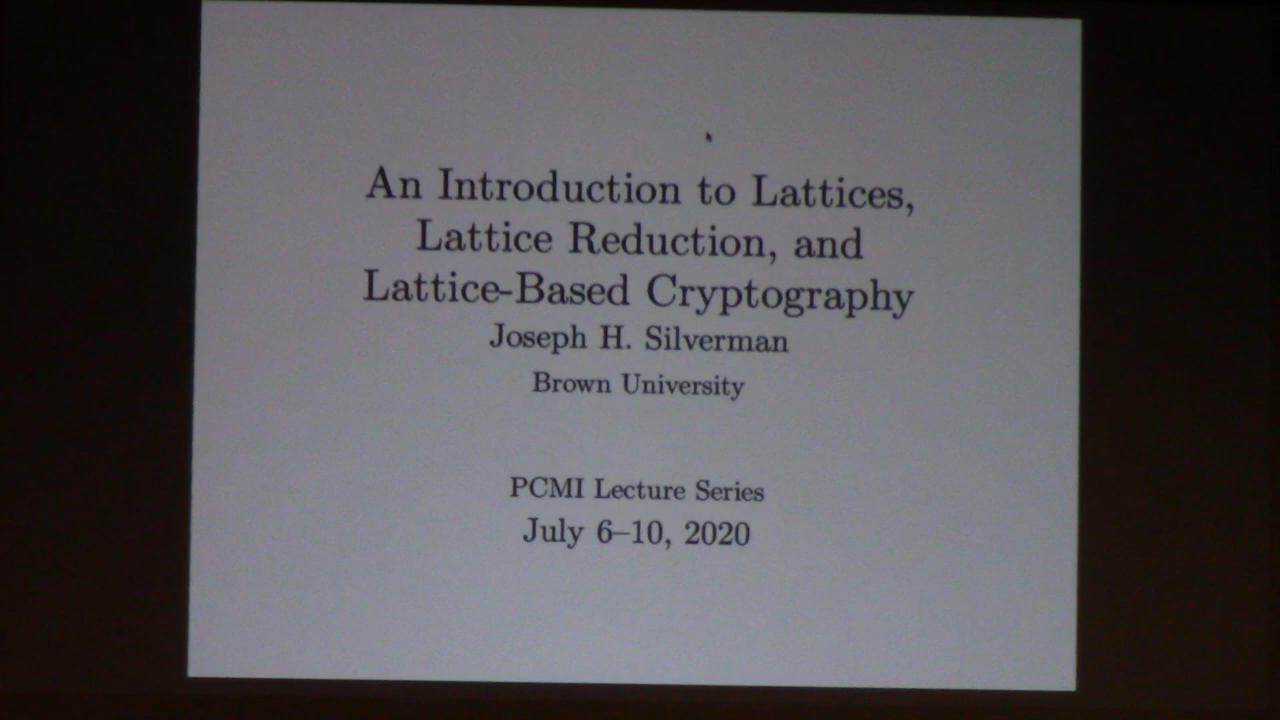 An Introduction to Lattices,
Lattice Reduction, and
Lattice-Based Cryptography
Joseph H. Silverman
Brown University
PCMI Lecture Series
July 6–10, 2020